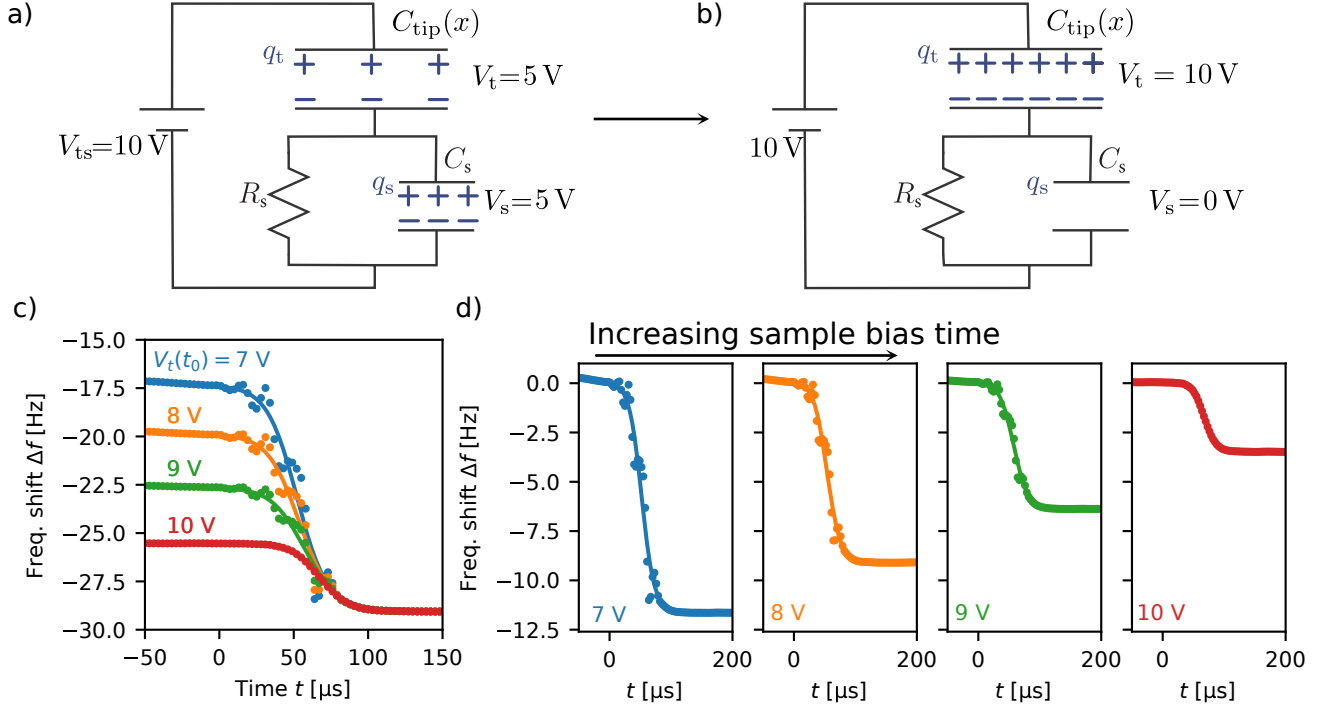 a)
C_tip(x)
q_t
V_t=5 V
V_ts=10 V
R_s
C_s
q_s
V_s=5 V
b)
C_tip(x)
q_t
V_t = 10 V
10 V
R_s
C_s
q_s
V_s=0 V
c)
Freq. shift Δf [Hz]
−15.0
−17.5
−20.0
−22.5
−25.0
−27.5
−30.0
V_t(t_0) = 7 V
8 V
9 V
10 V
−50 0 50 100 150
Time t [µs]
d)
Increasing sample bias time
Freq. shift Δf [Hz]
0.0
−2.5
−5.0
−7.5
−10.0
−12.5
7 V
8 V
9 V
10 V
0 200
0 200
0 200
0 200
t [µs]
t [µs]
t [µs]
t [µs]